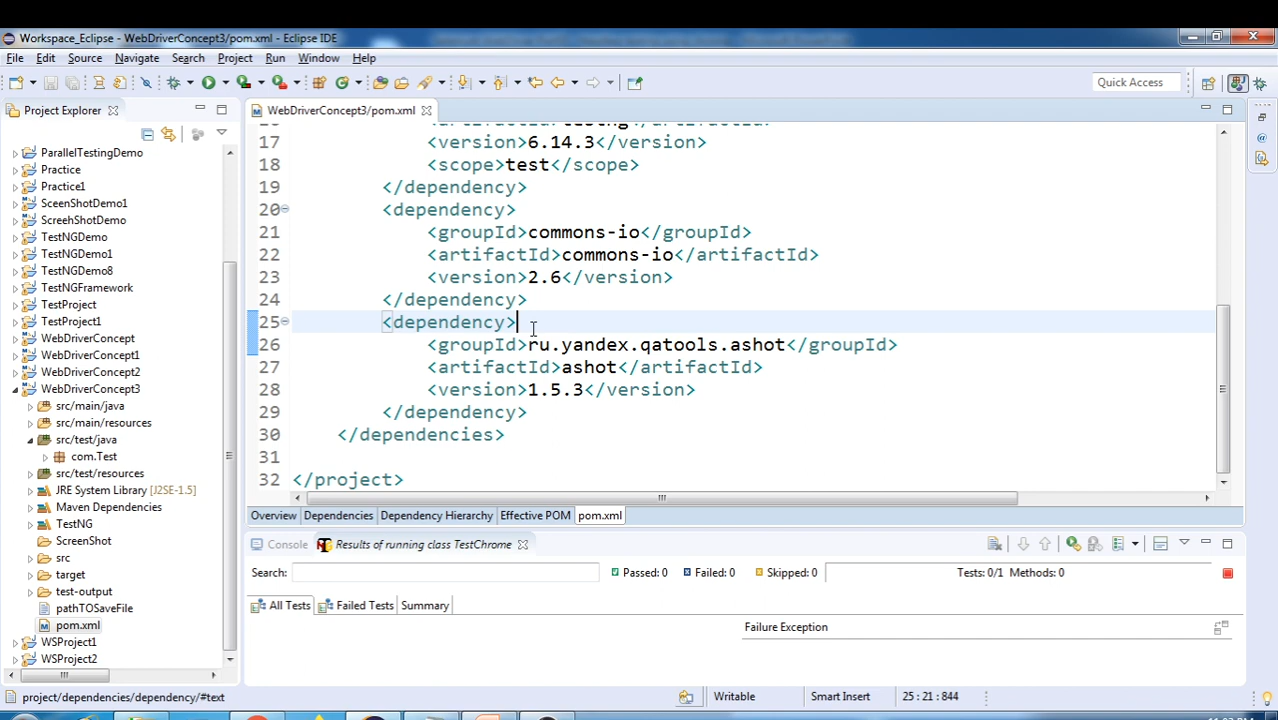 Workspace_Eclipse - WebDriverConcept3/pom.xml - Eclipse IDE
File Edit Source Navigate Search Project Run Window Help
Quick Access
Project Explorer
ParallelTestingDemo
Practice
Practice1
SceenShotDemo1
ScreehShotDemo
TestNGDemo
TestNGDemo1
TestNGDemo8
TestNGFramework
TestProject
TestProject1
WebDriverConcept
WebDriverConcept1
WebDriverConcept2
WebDriverConcept3
src/main/java
src/main/resources
src/test/java
com.Test
src/test/resources
JRE System Library [J2SE-1.5]
Maven Dependencies
TestNG
ScreenShot
src
target
test-output
pathTOSaveFile
pom.xml
WSProject1
WSProject2
WebDriverConcept3/pom.xml
16 <artifactId>testng</artifactId>
17 <version>6.14.3</version>
18 <scope>test</scope>
19 </dependency>
20 <dependency>
21 <groupId>commons-io</groupId>
22 <artifactId>commons-io</artifactId>
23 <version>2.6</version>
24 </dependency>
25 <dependency>
26 <groupId>ru.yandex.qatools.ashot</groupId>
27 <artifactId>ashot</artifactId>
28 <version>1.5.3</version>
29 </dependency>
30 </dependencies>
31
32 </project>
Overview Dependencies Dependency Hierarchy Effective POM pom.xml
Console Results of running class TestChrome
Search: Passed: 0 Failed: 0 Skipped: 0 Tests: 0/1 Methods: 0
All Tests Failed Tests Summary
Failure Exception
project/dependencies/dependency/#text Writable Smart Insert 25 : 21 : 844